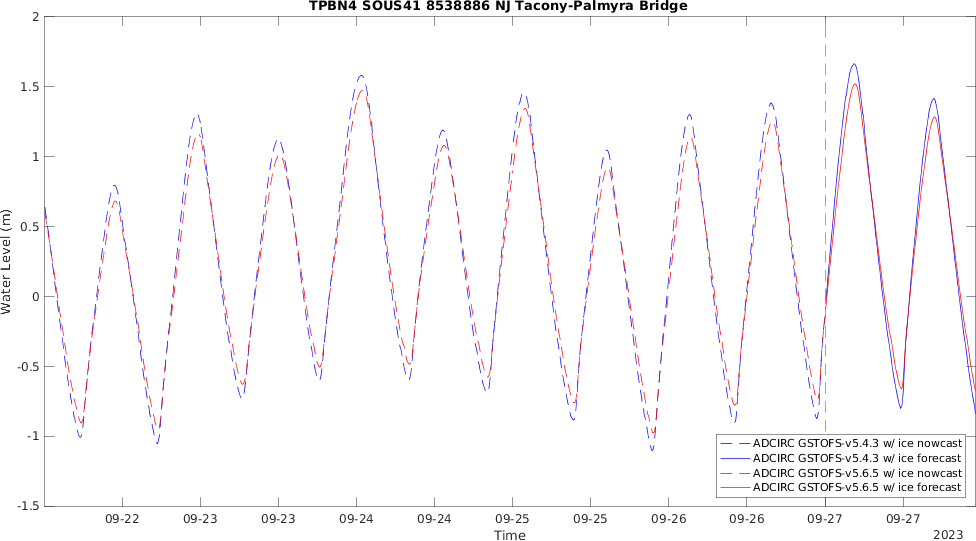 TPBN4 SOUS41 8538886 NJ Tacony-Palmyra Bridge
Water Level (m)
2
1.5
1
0.5
0
-0.5
-1
-1.5
ADCIRC GSTOFS-v5.4.3 w/ ice nowcast
ADCIRC GSTOFS-v5.4.3 w/ ice forecast
ADCIRC GSTOFS-v5.6.5 w/ ice nowcast
ADCIRC GSTOFS-v5.6.5 w/ ice forecast
09-22 09-23 09-23 09-24 09-24 09-25 09-25 09-26 09-26 09-27 09-27
Time
2023